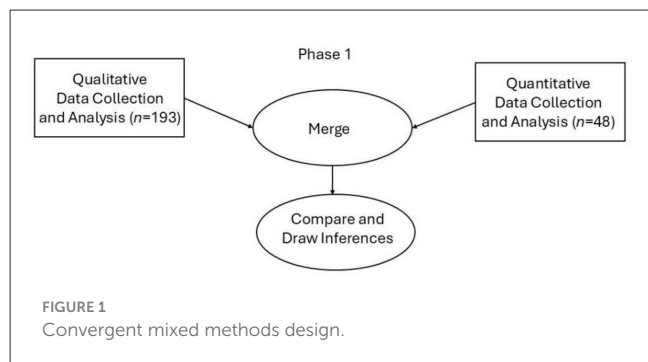 Phase 1
Qualitative
Data Collection
and Analysis (n=193)
Quantitative
Data Collection
and Analysis (n=48)
Merge
Compare and
Draw Inferences
FIGURE 1
Convergent mixed methods design.